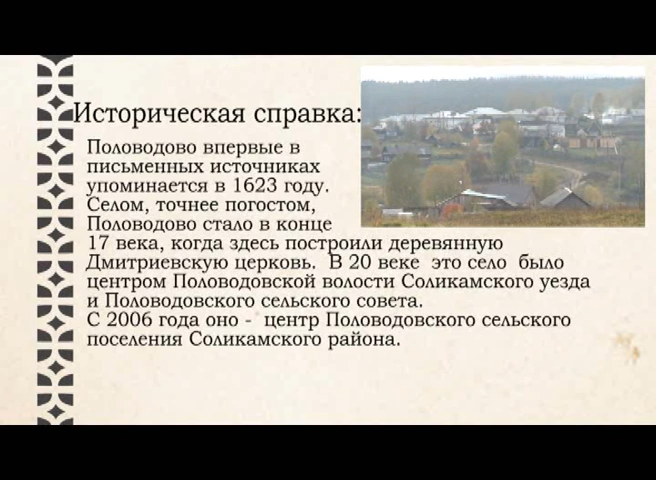 Историческая справка:
Половодово впервые в
письменных источниках
упоминается в 1623 году.
Селом, точнее погостом,
Половодово стало в конце
17 века, когда здесь построили деревянную
Дмитриевскую церковь. В 20 веке это село было
центром Половодовской волости Соликамского уезда
и Половодовского сельского совета.
С 2006 года оно - центр Половодовского сельского
поселения Соликамского района.